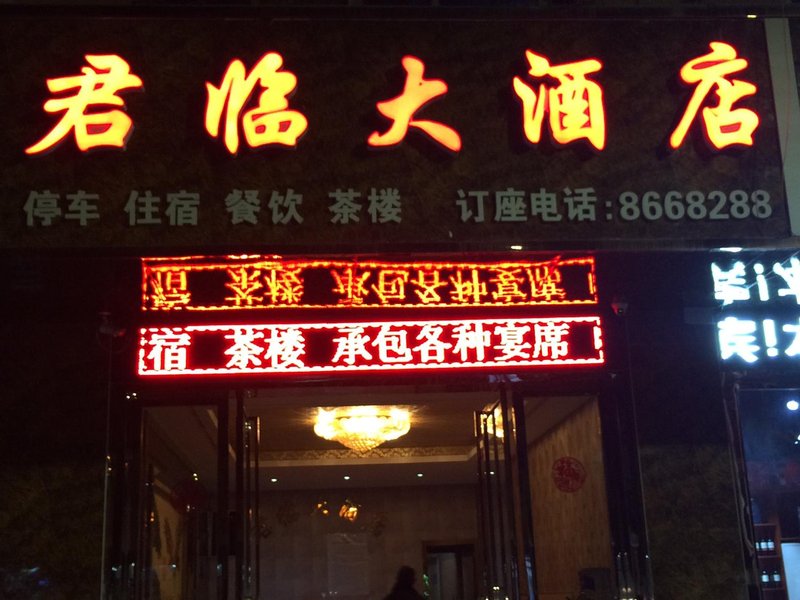 君临大酒店
停车 住宿 餐饮 茶楼 订座电话:8668288
宿 茶楼 承包各种宴席